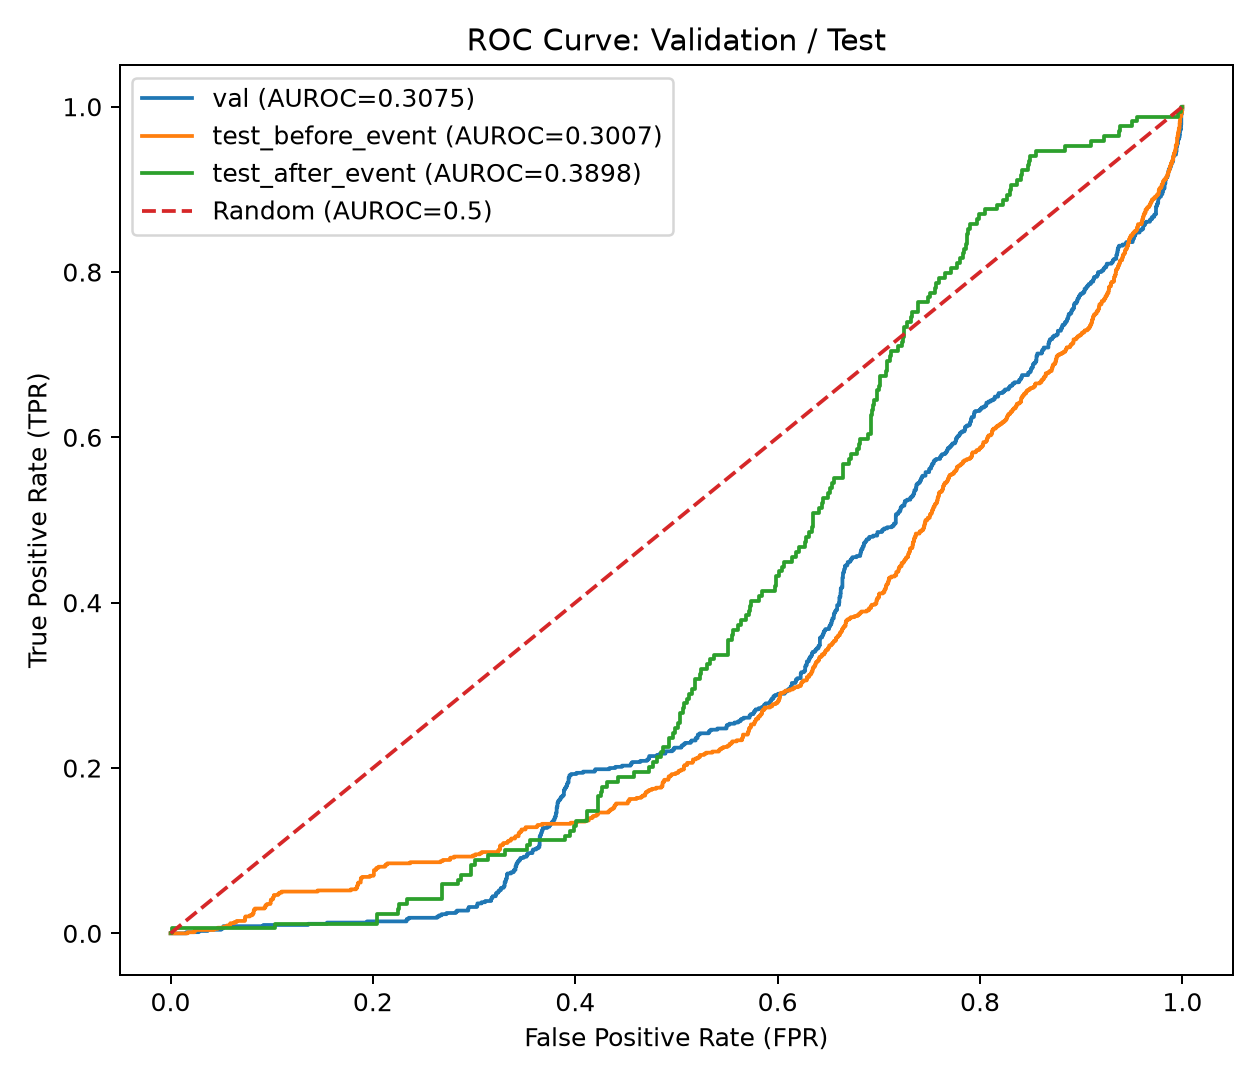 ROC Curve: Validation / Test
val (AUROC=0.3075)
test_before_event (AUROC=0.3007)
test_after_event (AUROC=0.3898)
Random (AUROC=0.5)
True Positive Rate (TPR)
1.0
0.8
0.6
0.4
0.2
0.0
0.0 0.2 0.4 0.6 0.8 1.0
False Positive Rate (FPR)